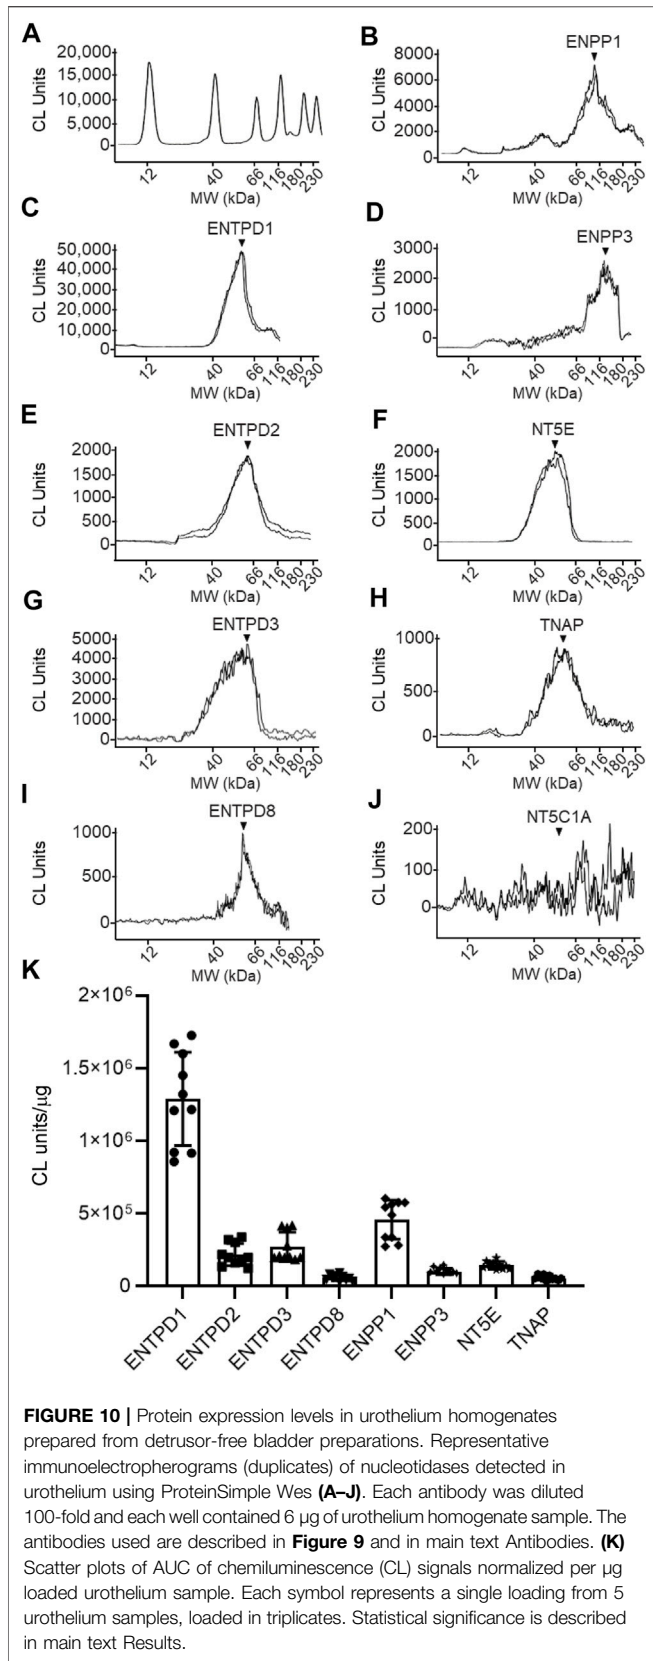 A
20,000
15,000
10,000
5,000
0
CL Units
12
40
66
116
180
230
MW (kDa)
B
ENPP1
8000
6000
4000
2000
0
CL Units
12
40
66
116
180
230
MW (kDa)
C
ENTPD1
50,000
40,000
30,000
20,000
10,000
0
CL Units
12
40
66
116
180
230
MW (kDa)
D
ENPP3
3000
2000
1000
0
CL Units
12
40
66
116
180
230
MW (kDa)
E
ENTPD2
2000
1500
1000
500
0
CL Units
12
40
66
116
180
230
MW (kDa)
F
NT5E
2000
1500
1000
500
0
CL Units
12
40
66
116
180
230
MW (kDa)
G
ENTPD3
5000
4000
3000
2000
1000
0
CL Units
12
40
66
116
180
230
MW (kDa)
H
TNAP
1000
500
0
CL Units
12
40
66
116
180
230
MW (kDa)
I
ENTPD8
1000
500
0
CL Units
12
40
66
116
180
230
MW (kDa)
J
NT5C1A
200
100
0
CL Units
12
40
66
116
180
230
MW (kDa)
K
2×10⁶
1.5×10⁶
1×10⁶
5×10⁵
0
CL units/µg
ENTPD1
ENTPD2
ENTPD3
ENTPD8
ENPP1
ENPP3
NT5E
TNAP
FIGURE 10 | Protein expression levels in urothelium homogenates
prepared from detrusor-free bladder preparations. Representative
immunoelectropherograms (duplicates) of nucleotidases detected in
urothelium using ProteinSimple Wes (A–J). Each antibody was diluted
100-fold and each well contained 6 µg of urothelium homogenate sample. The
antibodies used are described in Figure 9 and in main text Antibodies. (K)
Scatter plots of AUC of chemiluminescence (CL) signals normalized per µg
loaded urothelium sample. Each symbol represents a single loading from 5
urothelium samples, loaded in triplicates. Statistical significance is described
in main text Results.